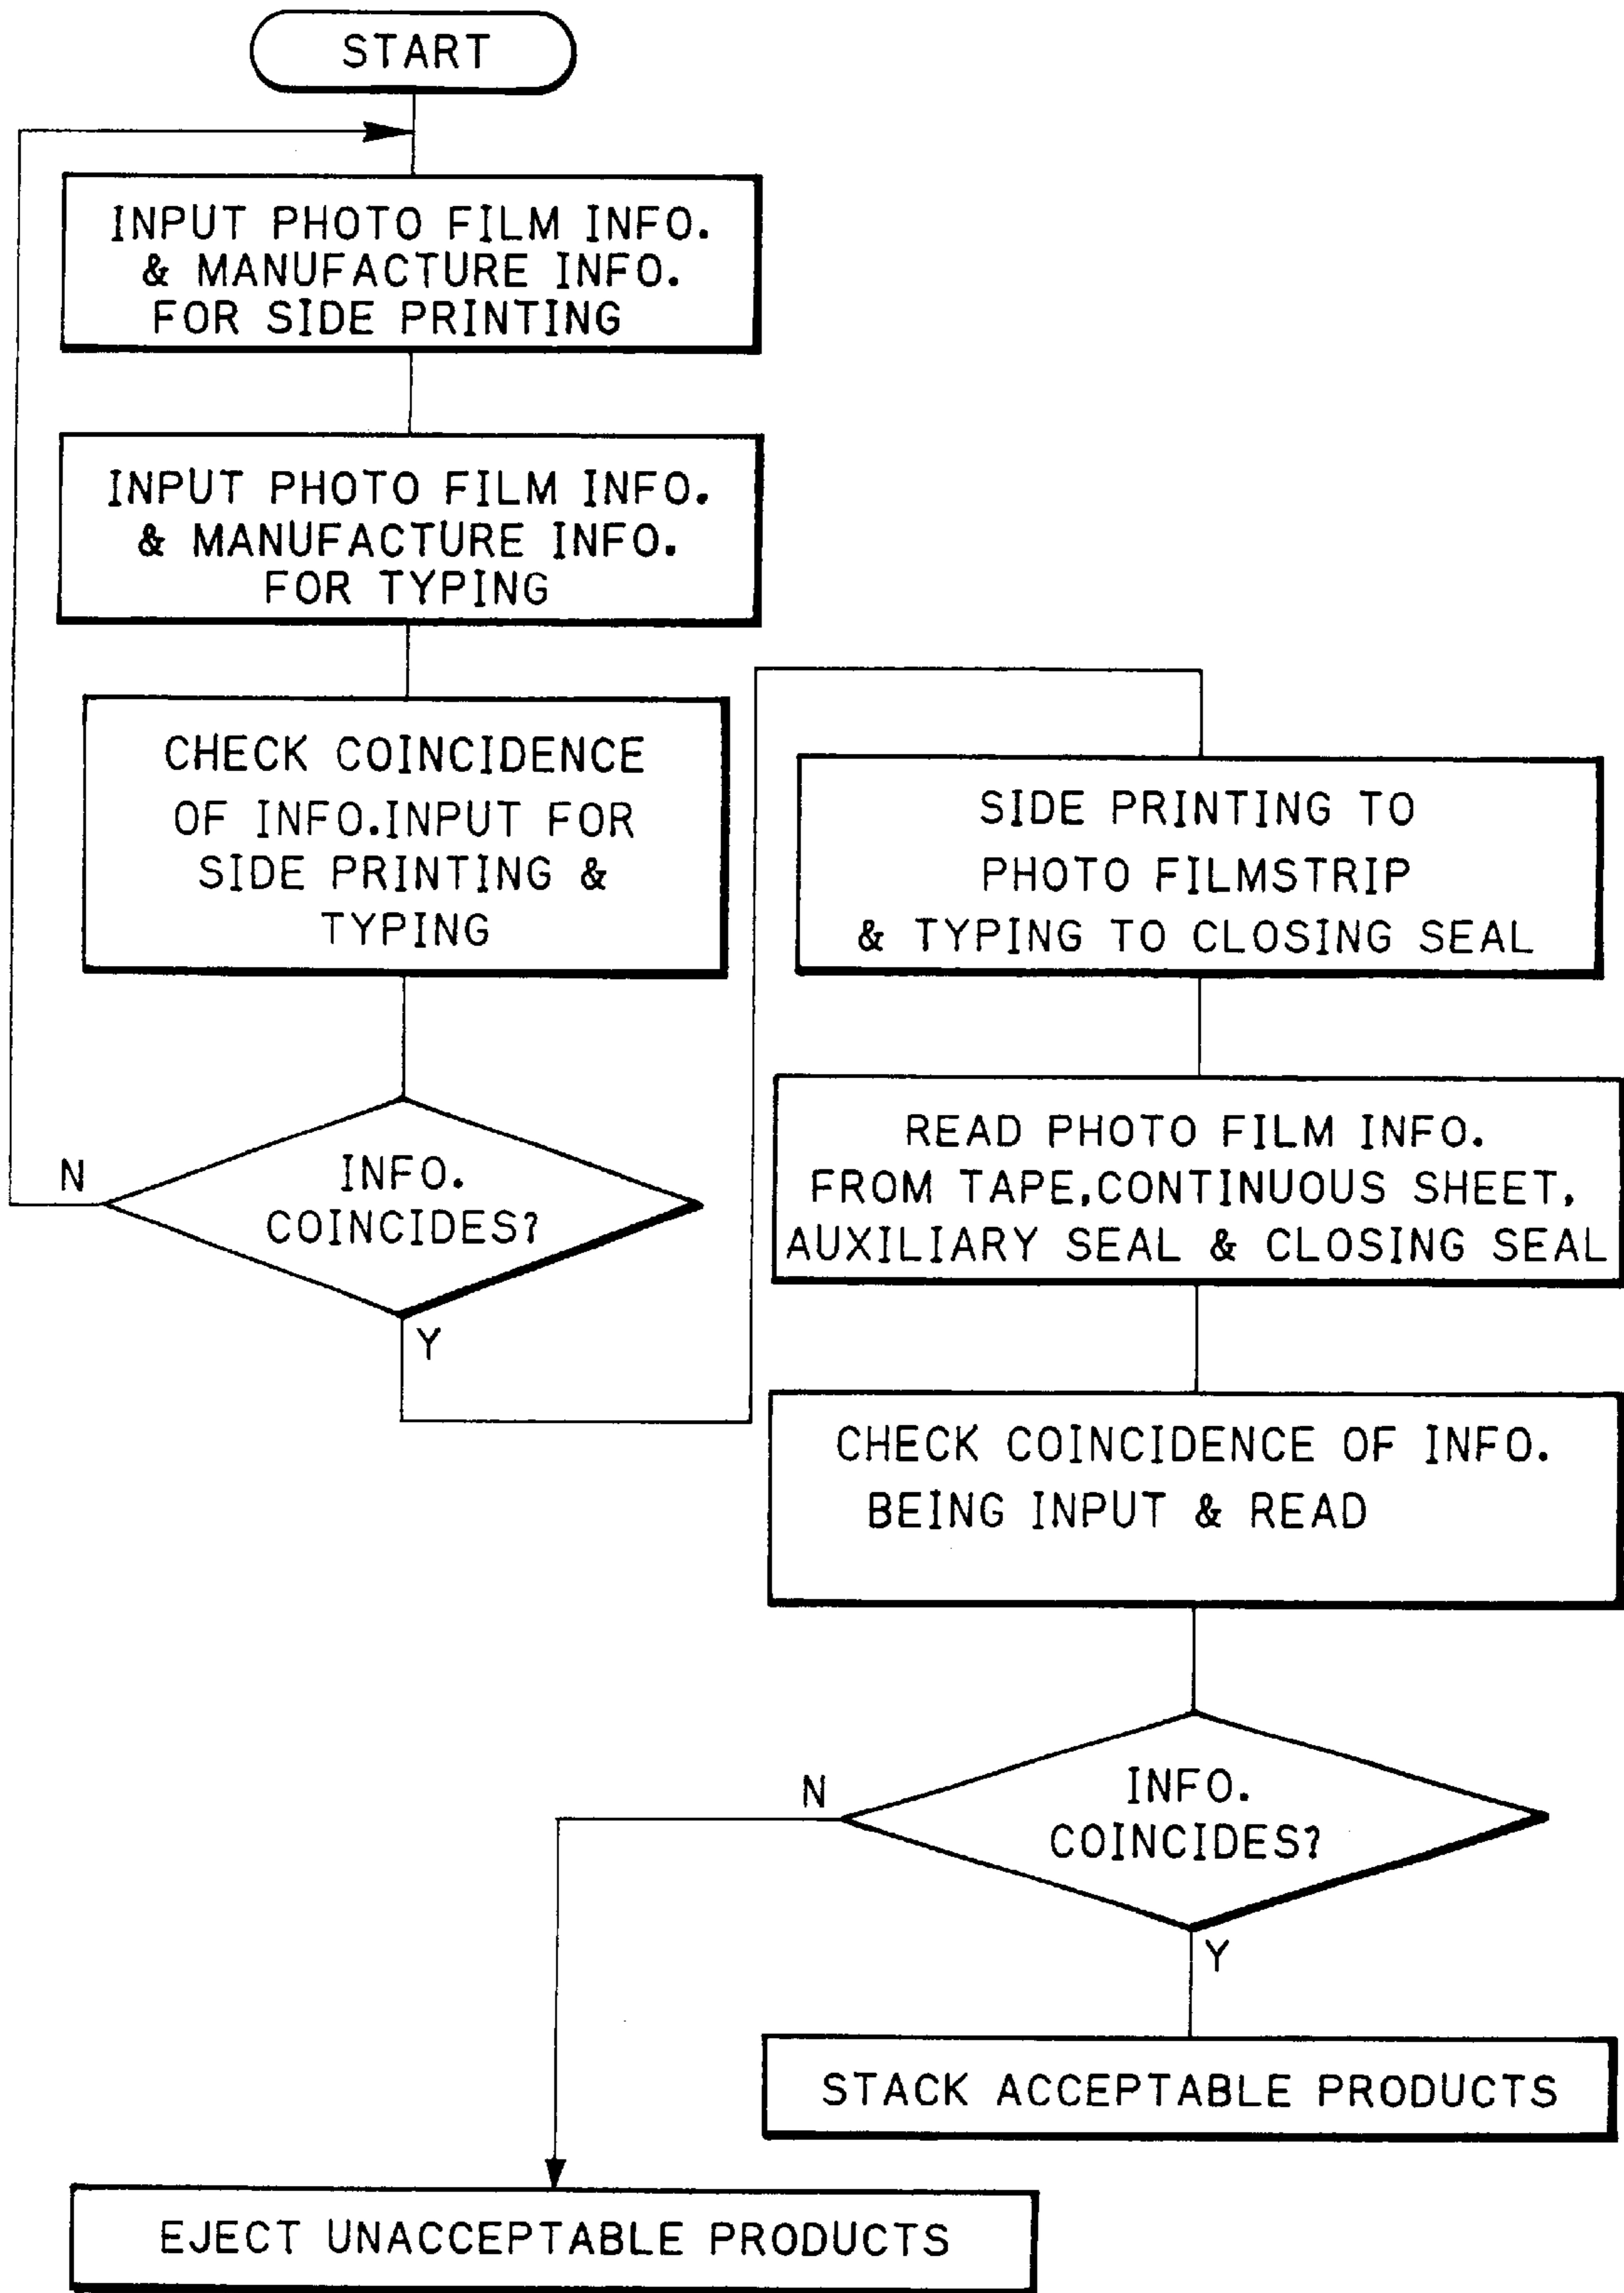 START
INPUT PHOTO FILM INFO.
& MANUFACTURE INFO.
FOR SIDE PRINTING
INPUT PHOTO FILM INFO.
& MANUFACTURE INFO.
FOR TYPING
CHECK COINCIDENCE
OF INFO.INPUT FOR
SIDE PRINTING &
TYPING
N
INFO.
COINCIDES?
Y
SIDE PRINTING TO
PHOTO FILMSTRIP
& TYPING TO CLOSING SEAL
READ PHOTO FILM INFO.
FROM TAPE,CONTINUOUS SHEET,
AUXILIARY SEAL & CLOSING SEAL
CHECK COINCIDENCE OF INFO.
BEING INPUT & READ
N
INFO.
COINCIDES?
Y
STACK ACCEPTABLE PRODUCTS
EJECT UNACCEPTABLE PRODUCTS